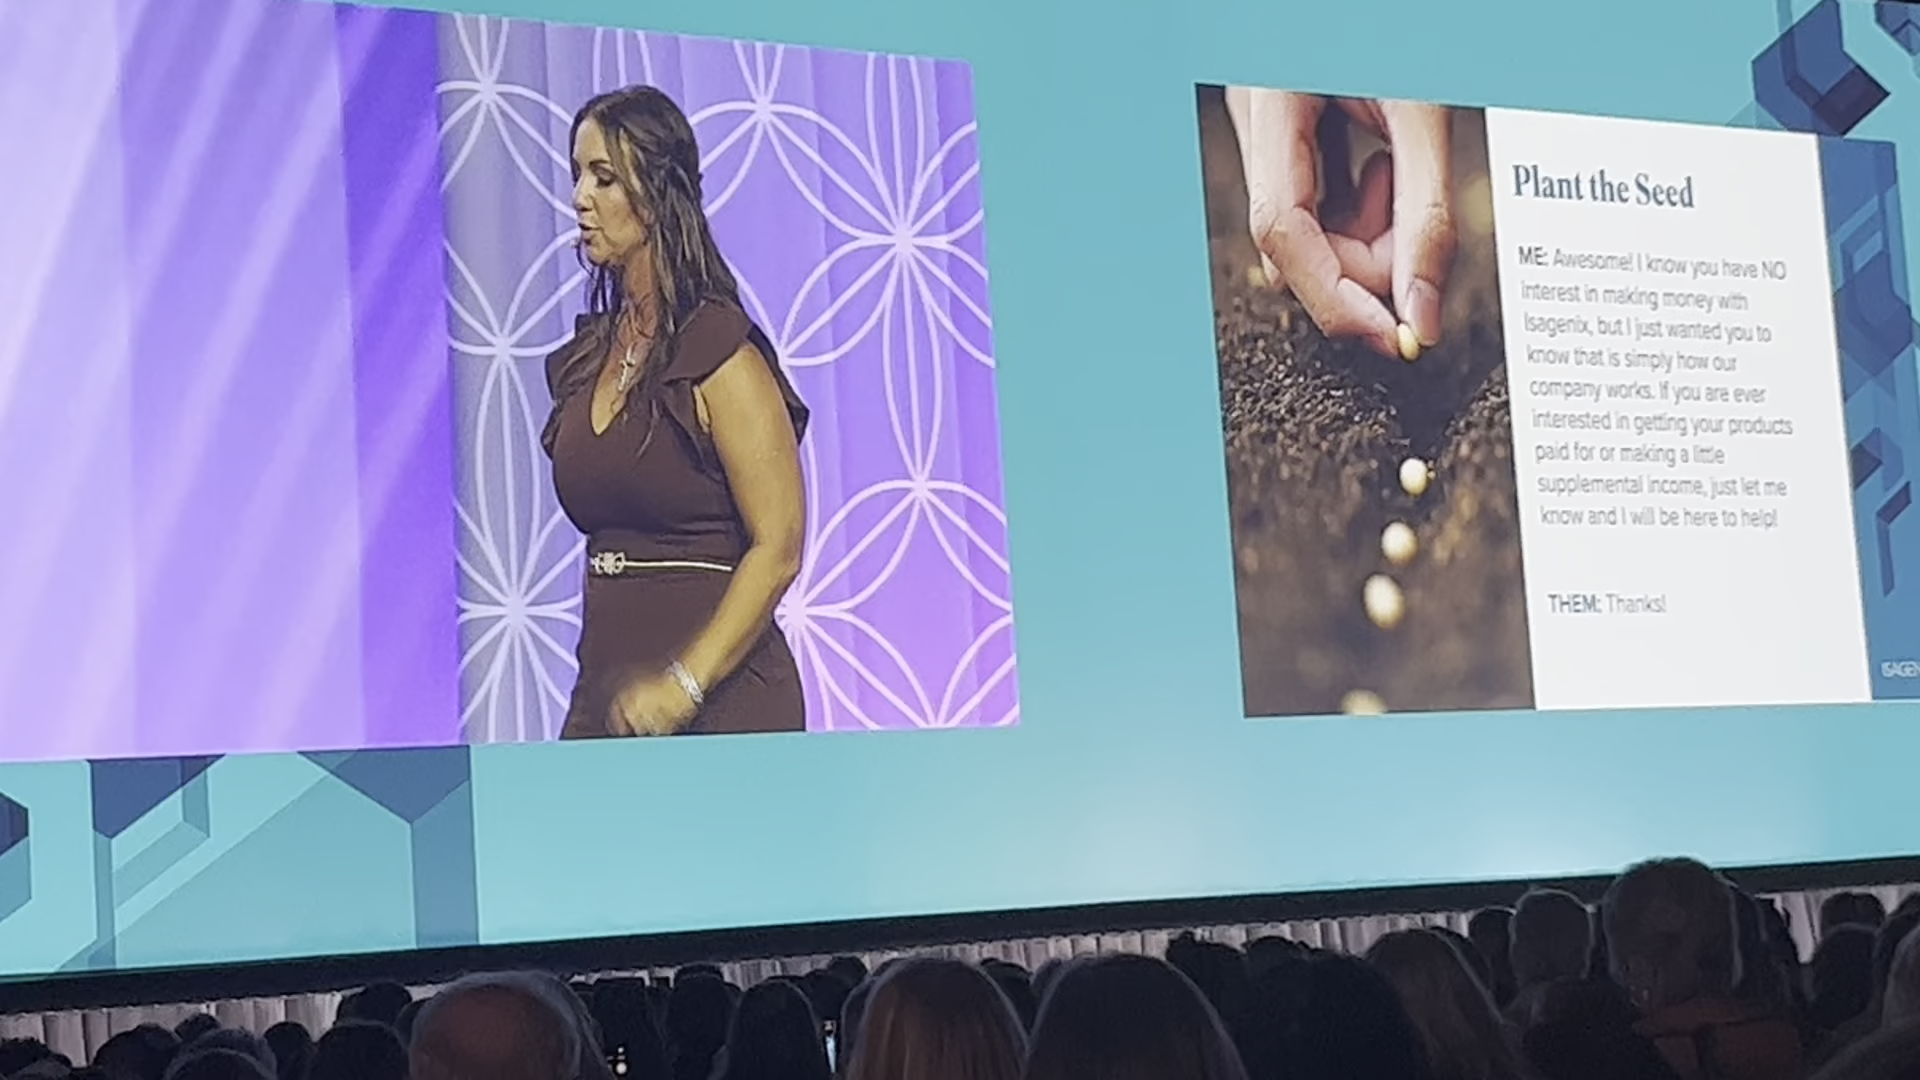 Plant the Seed
ME: Awesome! I know you have NO
interest in making money with
Isagenix, but I just wanted you to
know that is simply how our
company works. If you are ever
interested in getting your products
paid for or making a little
supplemental income, just let me
know and I will be here to help!
THEM: Thanks!
ISAGEN